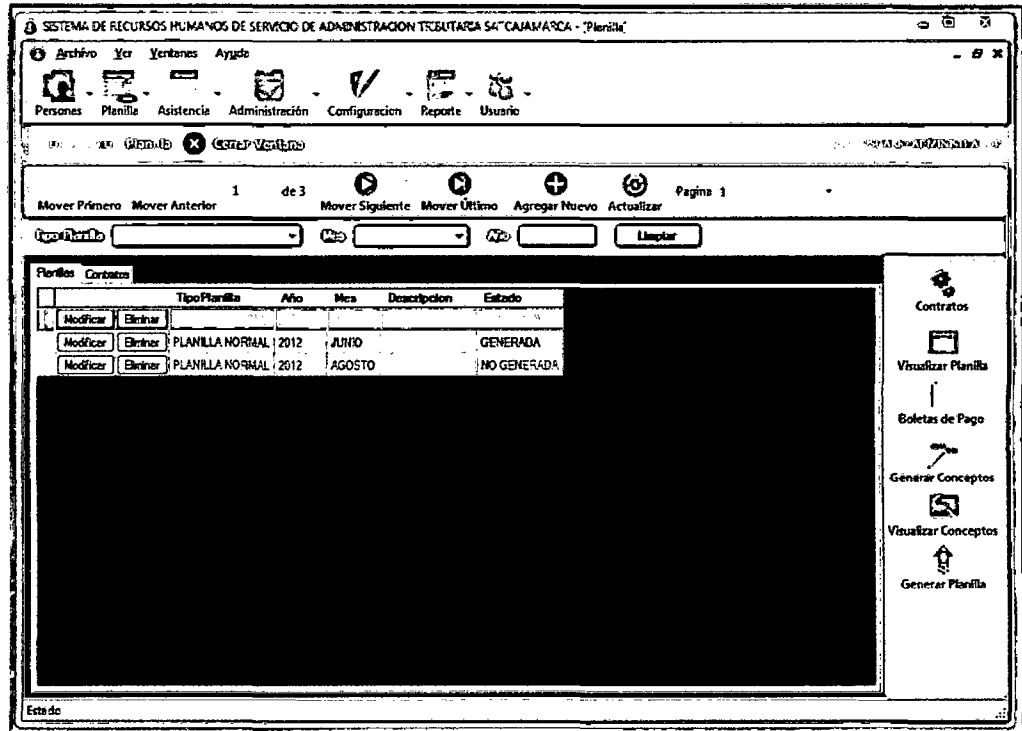 SISTEMA DE RECURSOS HUMANOS DE SERVICIO DE ADMINISTRACION TRIBUTARIA SAT CAJAMARCA - [Planilla]
Archivo Ver Ventanes Ayuda
Personas Planilla Asistencia Administración Configuracion Reporte Usuario
Planilla Cerrar Ventana
1 de 3 Pagina 1
Mover Primero Mover Anterior Mover Siguiente Mover Último Agregar Nuevo Actualizar
Tipo Planilla Mes Año Limpiar
Planillas Contratos
TipoPlanilla Año Mes Descripcion Estado
Modificar Eliminar
Modificar Eliminar PLANILLA NORMAL 2012 JUNIO GENERADA
Modificar Eliminar PLANILLA NORMAL 2012 AGOSTO NO GENERADA
Contratos
Visualizar Planilla
Boletas de Pago
Generar Conceptos
Visualizar Conceptos
Generar Planilla
Estado